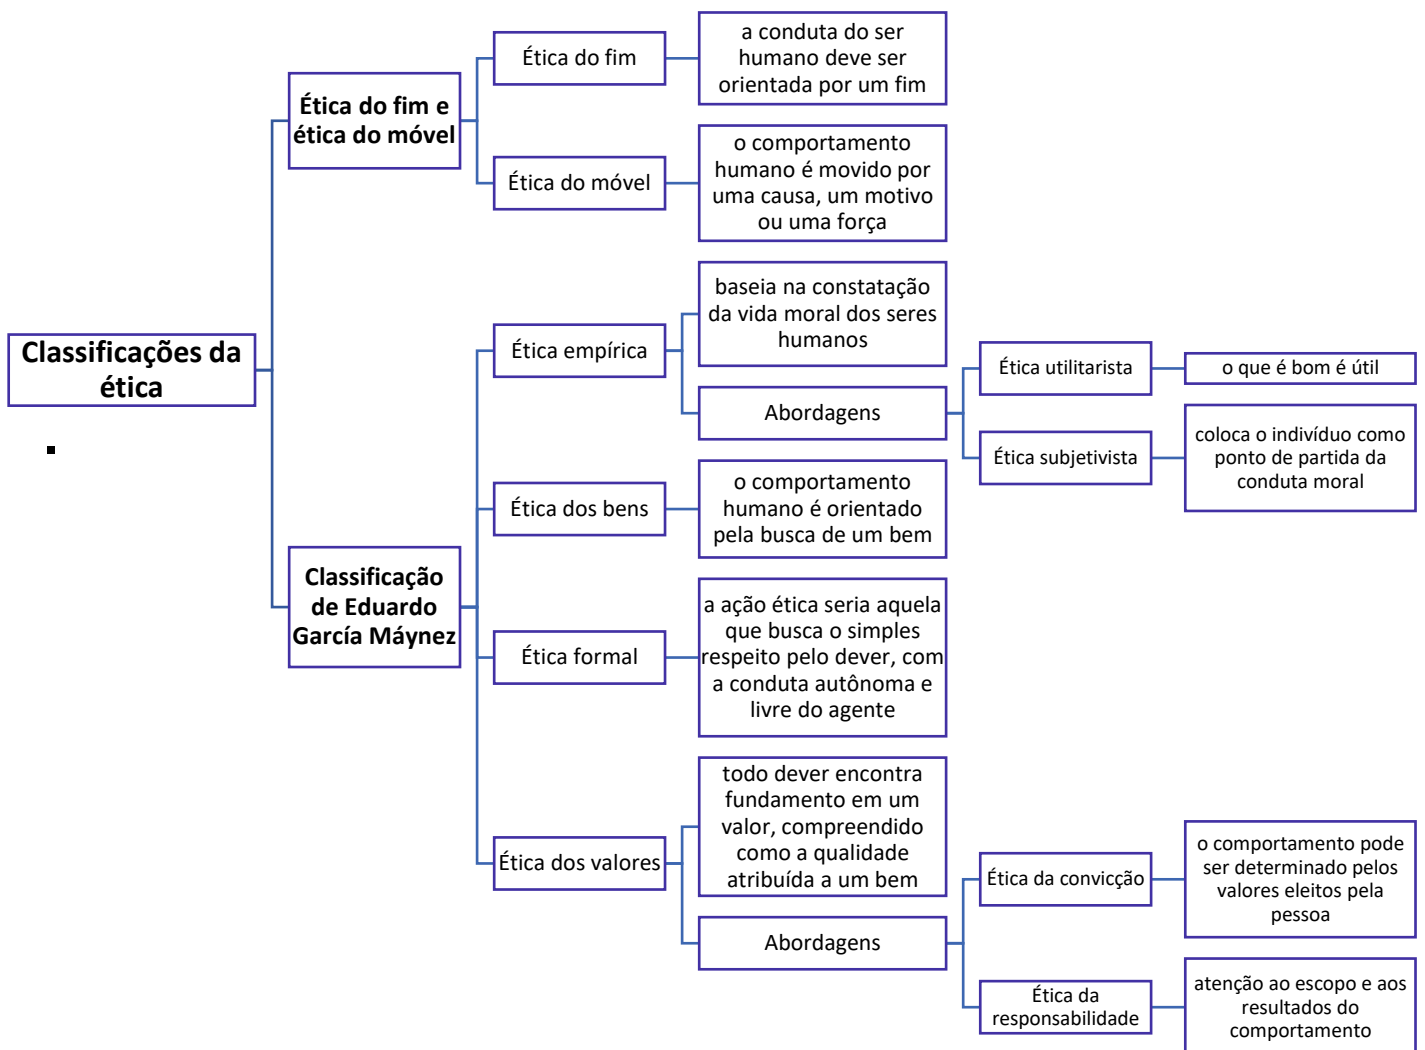 Classificações da
ética
Ética do fim e
ética do móvel
Ética do fim
a conduta do ser
humano deve ser
orientada por um fim
Ética do móvel
o comportamento
humano é movido por
uma causa, um motivo
ou uma força
Classificação
de Eduardo
García Máynez
Ética empírica
baseia na constatação
da vida moral dos seres
humanos
Abordagens
Ética utilitarista
o que é bom é útil
Ética subjetivista
coloca o indivíduo como
ponto de partida da
conduta moral
Ética dos bens
o comportamento
humano é orientado
pela busca de um bem
Ética formal
a ação ética seria aquela
que busca o simples
respeito pelo dever, com
a conduta autônoma e
livre do agente
Ética dos valores
todo dever encontra
fundamento em um
valor, compreendido
como a qualidade
atribuída a um bem
Abordagens
Ética da convicção
o comportamento pode
ser determinado pelos
valores eleitos pela
pessoa
Ética da
responsabilidade
atenção ao escopo e aos
resultados do
comportamento